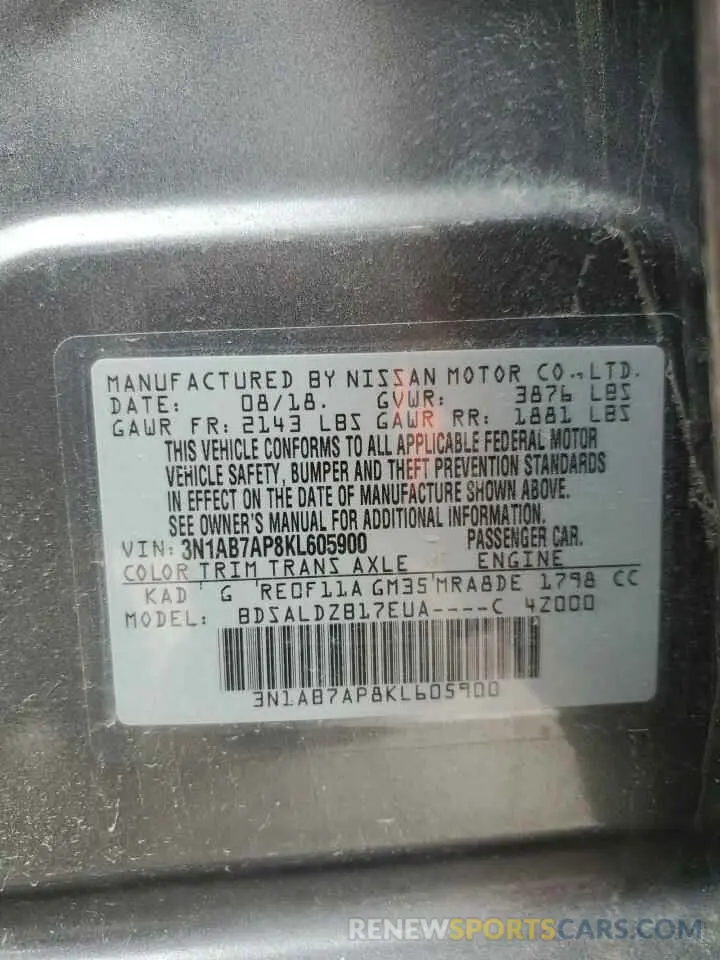 MANUFACTURED BY NISSAN MOTOR CO., LTD.
DATE: 08/18. GVWR: 3876 LBS
GAWR FR: 2143 LBS GAWR RR: 1881 LBS
THIS VEHICLE CONFORMS TO ALL APPLICABLE FEDERAL MOTOR
VEHICLE SAFETY, BUMPER AND THEFT PREVENTION STANDARDS
IN EFFECT ON THE DATE OF MANUFACTURE SHOWN ABOVE.
SEE OWNER'S MANUAL FOR ADDITIONAL INFORMATION.
VIN: 3N1AB7AP8KL605900 PASSENGER CAR.
COLOR TRIM TRANS AXLE ENGINE
KAD G RE0F11A GM35 MRA8DE 1798 CC
MODEL: BDSALDZB17EUA----C 4Z000
3N1AB7AP8KL605900
RENEWSPORTSCARS.COM